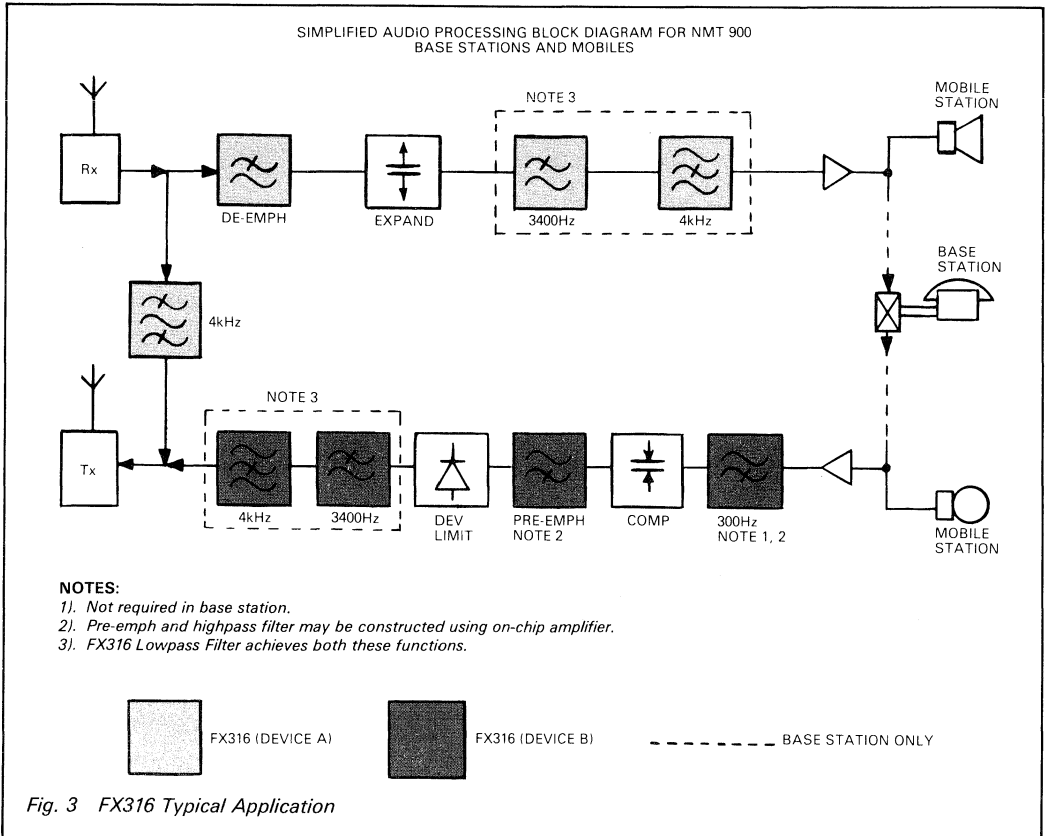 SIMPLIFIED AUDIO PROCESSING BLOCK DIAGRAM FOR NMT 900
BASE STATIONS AND MOBILES
NOTE 3
MOBILE
STATION
Rx
DE-EMPH
EXPAND
3400Hz
4kHz
BASE
STATION
4kHz
NOTE 3
Tx
4kHz
3400Hz
DEV
LIMIT
PRE-EMPH
NOTE 2
COMP
300Hz
NOTE 1, 2
MOBILE
STATION
NOTES:
1). Not required in base station.
2). Pre-emph and highpass filter may be constructed using on-chip amplifier.
3). FX316 Lowpass Filter achieves both these functions.
FX316 (DEVICE A)
FX316 (DEVICE B)
BASE STATION ONLY
Fig. 3 FX316 Typical Application